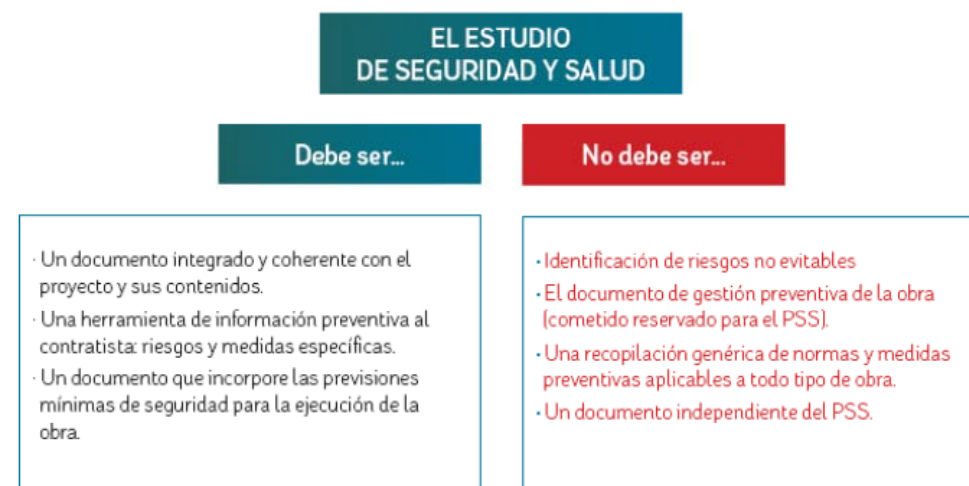 EL ESTUDIO
DE SEGURIDAD Y SALUD
Debe ser...
No debe ser...
· Un documento integrado y coherente con el
proyecto y sus contenidos.
· Una herramienta de información preventiva al
contratista: riesgos y medidas específicas.
· Un documento que incorpore las previsiones
mínimas de seguridad para la ejecución de la
obra.
· Identificación de riesgos no evitables
· El documento de gestión preventiva de la obra
(cometido reservado para el PSS).
· Una recopilación genérica de normas y medidas
preventivas aplicables a todo tipo de obra.
· Un documento independiente del PSS.